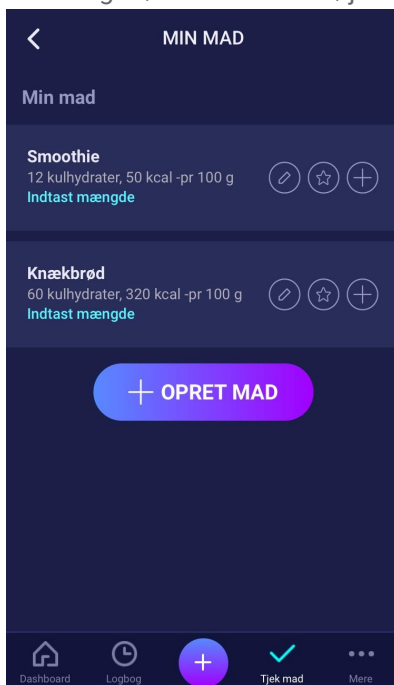 MIN MAD
Min mad
Smoothie
12 kulhydrater, 50 kcal -pr 100 g
Indtast mængde
Knækbrød
60 kulhydrater, 320 kcal -pr 100 g
Indtast mængde
OPRET MAD
Dashboard Logbog Tjek mad Mere